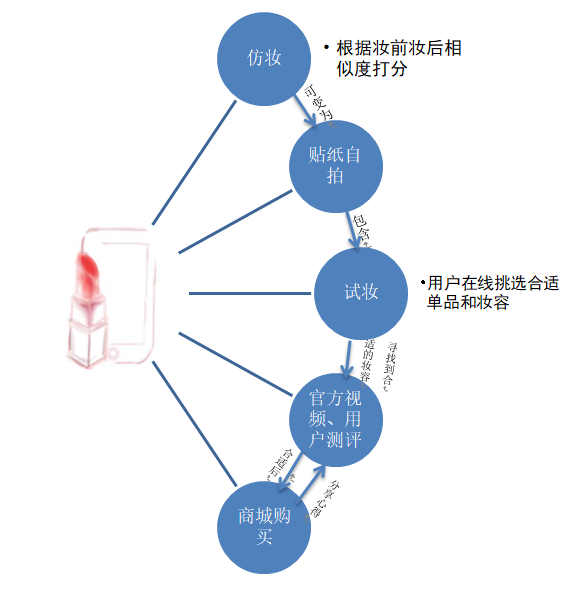 仿妆
• 根据妆前妆后相
似度打分
可变为
贴纸自
拍
包含
试妆
•用户在线挑选合适
单品和妆容
寻找到合
适的妆容
官方视
频、用
户测评
合适后
分享心得
商城购
买